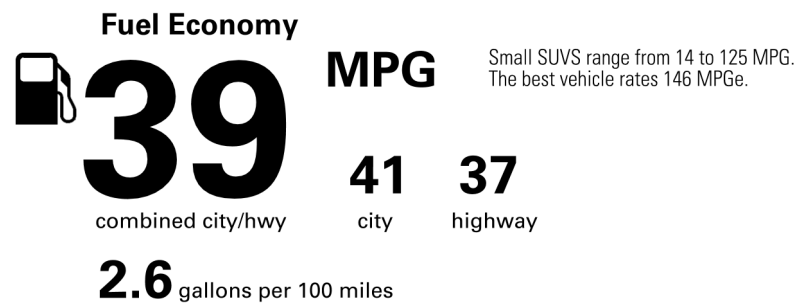 Fuel Economy
39
MPG
Small SUVS range from 14 to 125 MPG.
The best vehicle rates 146 MPGe.
41
37
combined city/hwy
city
highway
2.6 gallons per 100 miles